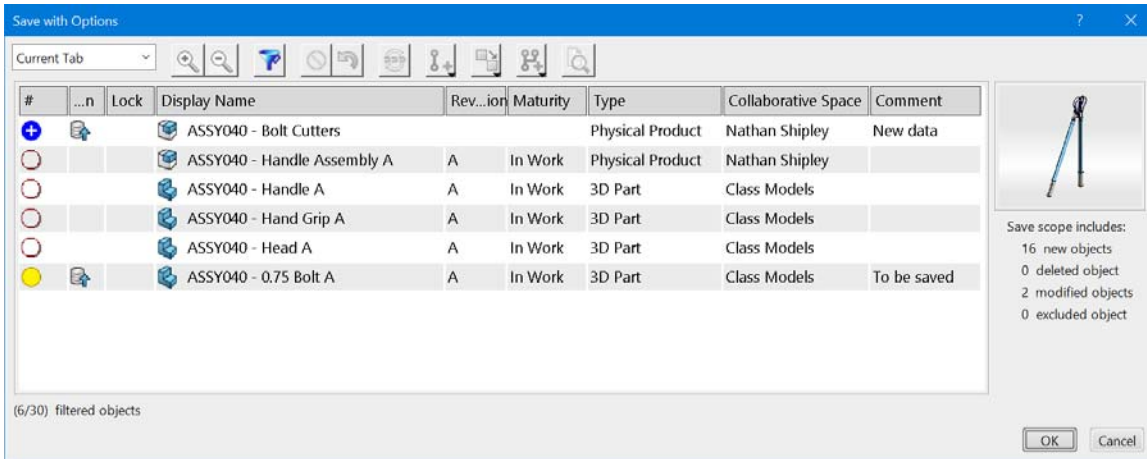 Save with Options
Current Tab
# ...n Lock Display Name Rev...ion Maturity Type Collaborative Space Comment
ASSY040 - Bolt Cutters Physical Product Nathan Shipley New data
ASSY040 - Handle Assembly A A In Work Physical Product Nathan Shipley
ASSY040 - Handle A A In Work 3D Part Class Models
ASSY040 - Hand Grip A A In Work 3D Part Class Models
ASSY040 - Head A A In Work 3D Part Class Models
ASSY040 - 0.75 Bolt A A In Work 3D Part Class Models To be saved
Save scope includes:
16 new objects
0 deleted object
2 modified objects
0 excluded object
(6/30) filtered objects
OK Cancel